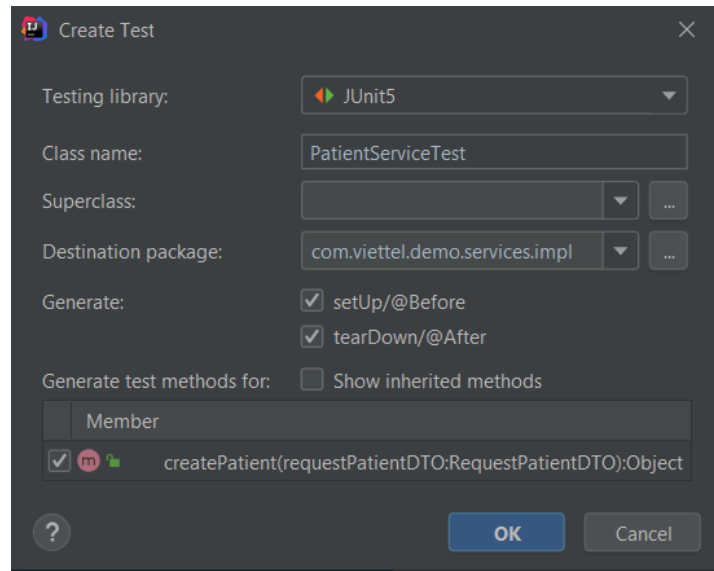 IJ Create Test
Testing library: JUnit5
Class name: PatientServiceTest
Superclass: ...
Destination package: com.viettel.demo.services.impl ...
Generate: setUp/@Before
tearDown/@After
Generate test methods for: Show inherited methods
Member
m createPatient(requestPatientDTO:RequestPatientDTO):Object
? OK Cancel